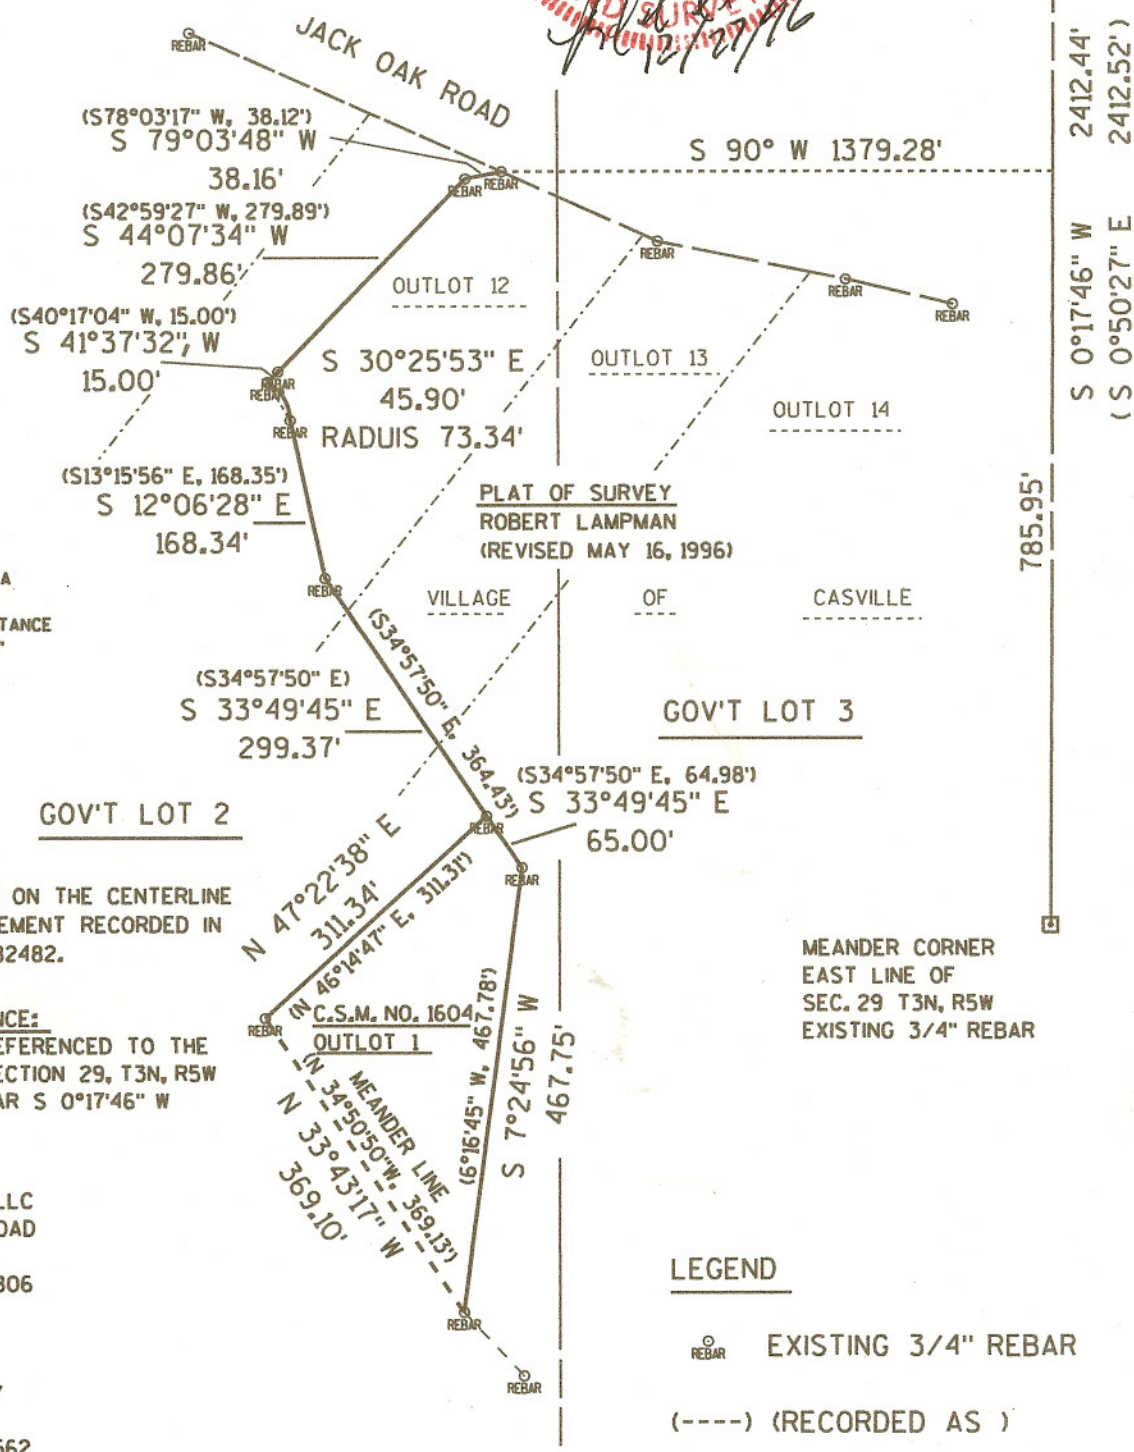 D SURVE
12/21/16
JACK OAK ROAD
REBAR
2412.44'
2412.52')
S 0°17'46" W
( S 0°50'27" E
785.95'
(S78°03'17" W, 38.12')
S 79°03'48" W
38.16'
S 90° W 1379.28'
REBAR
REBAR
(S42°59'27" W, 279.89')
S 44°07'34" W
279.86'
REBAR
OUTLOT 12
REBAR
REBAR
(S40°17'04" W, 15.00')
S 41°37'32", W
15.00'
REBAR
REBAR
REBAR
S 30°25'53" E
45.90'
RADUIS 73.34'
OUTLOT 13
OUTLOT 14
(S13°15'56" E, 168.35')
S 12°06'28" E
168.34'
PLAT OF SURVEY
ROBERT LAMPMAN
(REVISED MAY 16, 1996)
A
REBAR
VILLAGE OF CASVILLE
TANCE
(S34°57'50" E, 364.43')
(S34°57'50" E)
S 33°49'45" E
299.37'
GOV'T LOT 3
(S34°57'50" E, 64.98')
S 33°49'45" E
65.00'
GOV'T LOT 2
REBAR
REBAR
N 47°22'38" E
311.34'
(N 46°14'47" E, 311.31')
ON THE CENTERLINE
EMENT RECORDED IN
32482.
MEANDER CORNER
EAST LINE OF
SEC. 29 T3N, R5W
EXISTING 3/4" REBAR
NCE:
EFERENCED TO THE
ECTION 29, T3N, R5W
AR S 0°17'46" W
REBAR
C.S.M. NO. 1604
OUTLOT 1
(6°16'45" W, 467.78')
S 7°24'56" W
467.75'
MEANDER LINE
(N 34°50'50"W, 369.13')
N 33°43'17" W
369.10'
LLC
OAD
306
REBAR
REBAR
LEGEND
REBAR EXISTING 3/4" REBAR
(----) (RECORDED AS )
562